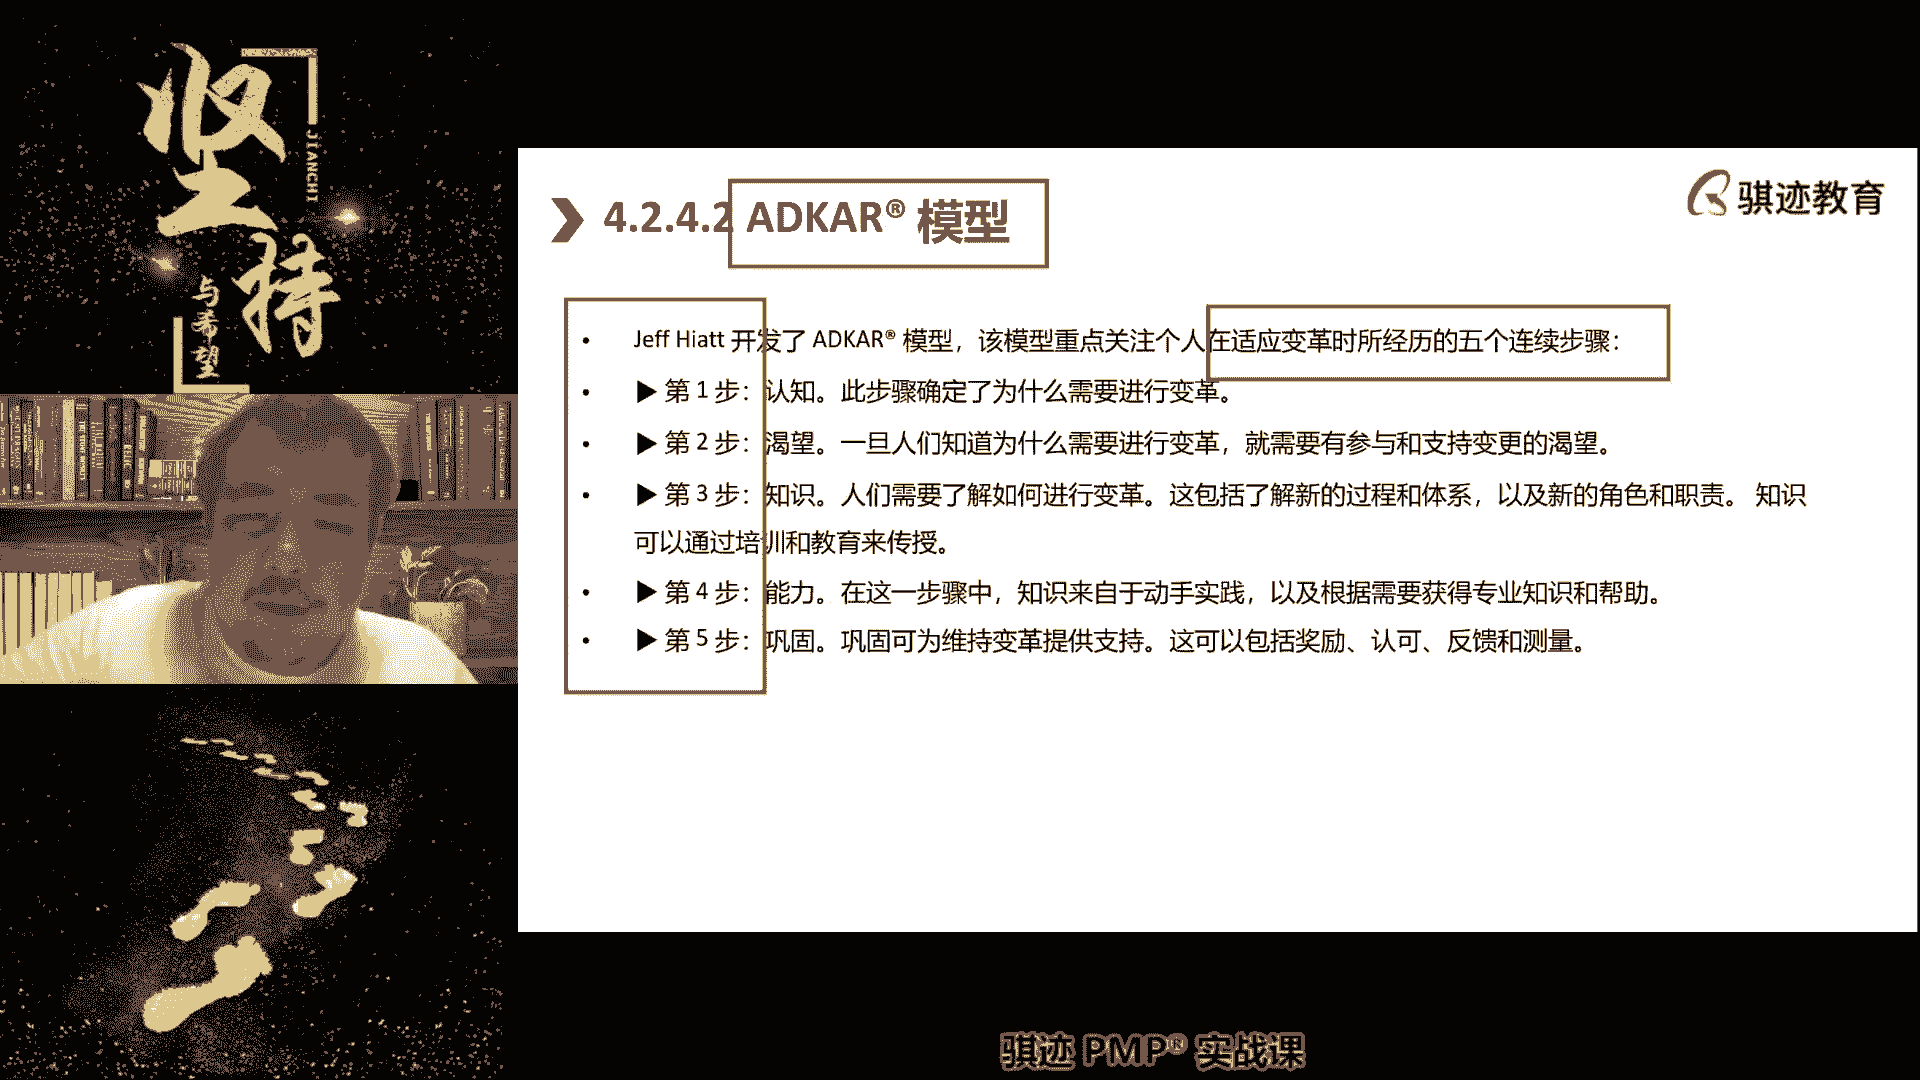 坚持
JIANCHI
与希望
4.2.4.2 ADKAR® 模型
骐迹教育
• Jeff Hiatt 开发了 ADKAR® 模型，该模型重点关注个人在适应变革时所经历的五个连续步骤：
• ▶ 第 1 步：认知。此步骤确定了为什么需要进行变革。
• ▶ 第 2 步：渴望。一旦人们知道为什么需要进行变革，就需要有参与和支持变更的渴望。
• ▶ 第 3 步：知识。人们需要了解如何进行变革。这包括了解新的过程和体系，以及新的角色和职责。 知识
可以通过培训和教育来传授。
• ▶ 第 4 步：能力。在这一步骤中，知识来自于动手实践，以及根据需要获得专业知识和帮助。
• ▶ 第 5 步：巩固。巩固可为维持变革提供支持。这可以包括奖励、认可、反馈和测量。
骐迹 PMP® 实战课